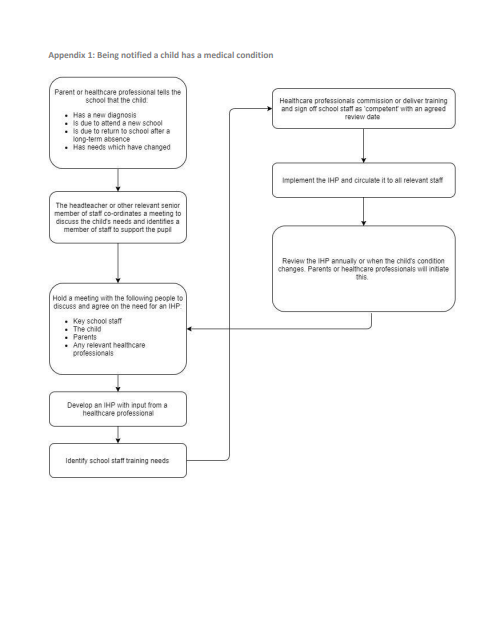 Appendix 1: Being notified a child has a medical condition
Parent or healthcare professional tells the
school that the child:
• Has a new diagnosis
• Is due to attend a new school
• Is due to return to school after a
long-term absence
• Has needs which have changed
The headteacher or other relevant senior
member of staff co-ordinates a meeting to
discuss the child's needs and identifies a
member of staff to support the pupil
Hold a meeting with the following people to
discuss and agree on the need for an IHP:
• Key school staff
• The child
• Parents
• Any relevant healthcare
professionals
Develop an IHP with input from a
healthcare professional
Identify school staff training needs
Healthcare professionals commission or deliver training
and sign off school staff as 'competent' with an agreed
review date
Implement the IHP and circulate it to all relevant staff
Review the IHP annually or when the child's condition
changes. Parents or healthcare professionals will initiate
this.